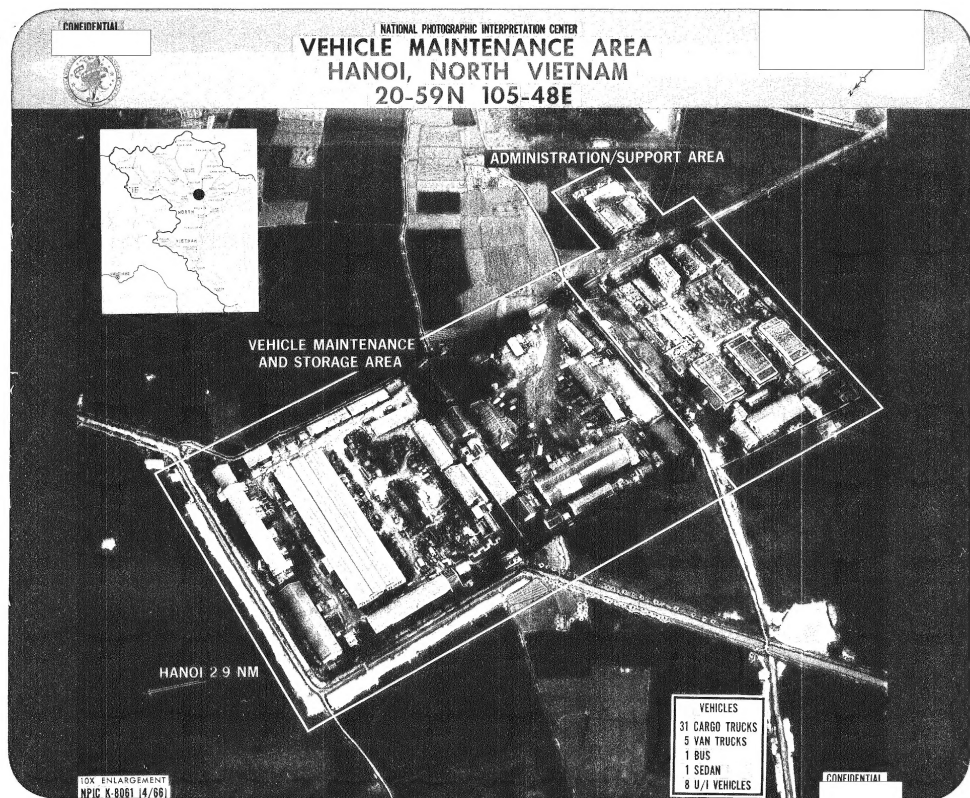 CONFIDENTIAL
NATIONAL PHOTOGRAPHIC INTERPRETATION CENTER
VEHICLE MAINTENANCE AREA
HANOI, NORTH VIETNAM
20-59N 105-48E
ADMINISTRATION/SUPPORT AREA
NORTH
VIETNAM
VEHICLE MAINTENANCE
AND STORAGE AREA
HANOI 2.9 NM
VEHICLES
31 CARGO TRUCKS
5 VAN TRUCKS
1 BUS
1 SEDAN
8 U/I VEHICLES
10X ENLARGEMENT
NPIC K-8061 (4/66)
CONFIDENTIAL